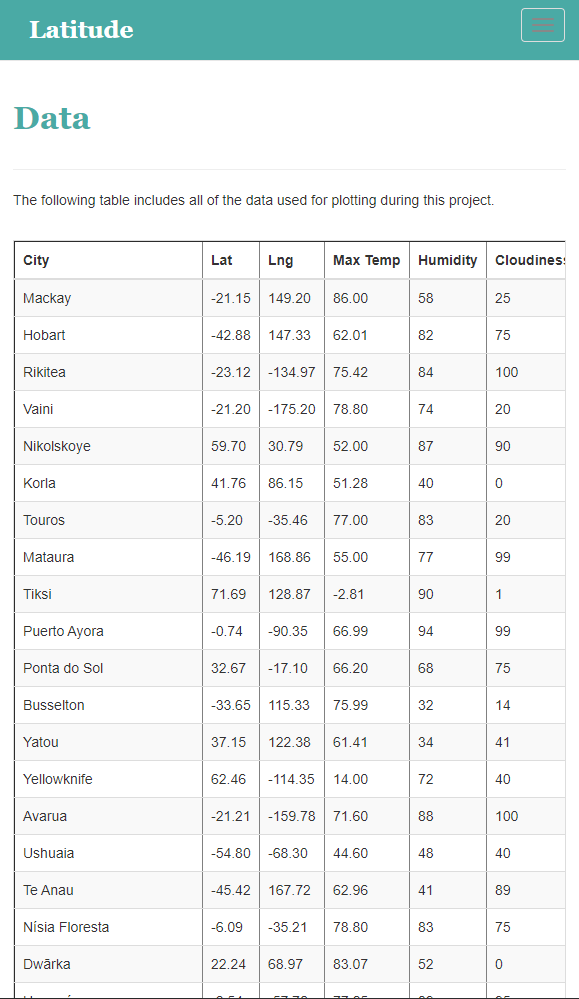 Latitude
Data
The following table includes all of the data used for plotting during this project.
City Lat Lng Max Temp Humidity Cloudines
Mackay -21.15 149.20 86.00 58 25
Hobart -42.88 147.33 62.01 82 75
Rikitea -23.12 -134.97 75.42 84 100
Vaini -21.20 -175.20 78.80 74 20
Nikolskoye 59.70 30.79 52.00 87 90
Korla 41.76 86.15 51.28 40 0
Touros -5.20 -35.46 77.00 83 20
Mataura -46.19 168.86 55.00 77 99
Tiksi 71.69 128.87 -2.81 90 1
Puerto Ayora -0.74 -90.35 66.99 94 99
Ponta do Sol 32.67 -17.10 66.20 68 75
Busselton -33.65 115.33 75.99 32 14
Yatou 37.15 122.38 61.41 34 41
Yellowknife 62.46 -114.35 14.00 72 40
Avarua -21.21 -159.78 71.60 88 100
Ushuaia -54.80 -68.30 44.60 48 40
Te Anau -45.42 167.72 62.96 41 89
Nísia Floresta -6.09 -35.21 78.80 83 75
Dwārka 22.24 68.97 83.07 52 0